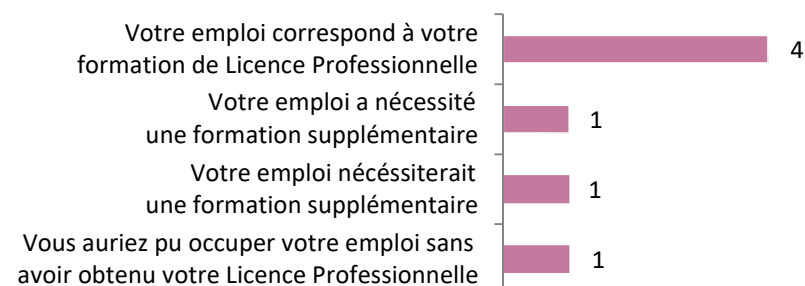 Votre emploi correspond à votre
formation de Licence Professionnelle
4
Votre emploi a nécessité
une formation supplémentaire
1
Votre emploi nécéssiterait
une formation supplémentaire
1
Vous auriez pu occuper votre emploi sans
avoir obtenu votre Licence Professionnelle
1